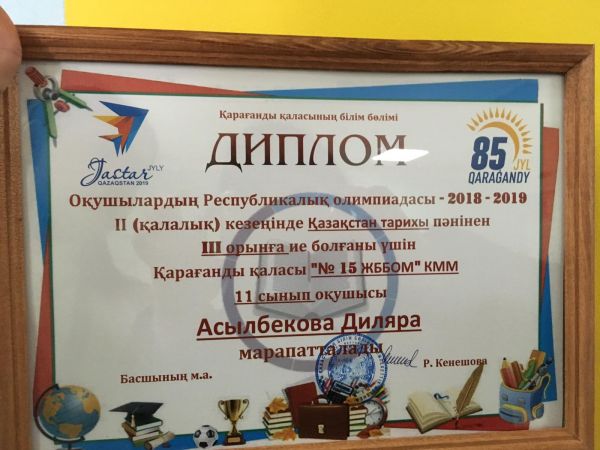 Қарағанды қаласының білім бөлімі
ДИПЛОМ
Jastar JYLY
QAZAQSTAN 2019
85 JYL
QARAGANDY
Оқушылардың Республикалық олимпиадасы - 2018 - 2019
II (қалалық) кезеңінде Қазақстан тарихы пәнінен
III орынға ие болғаны үшін
Қарағанды қаласы "№ 15 ЖББОМ" КММ
11 сынып оқушысы
Асылбекова Диляра
марапатталады
Басшының м.а.
Р. Кенешова